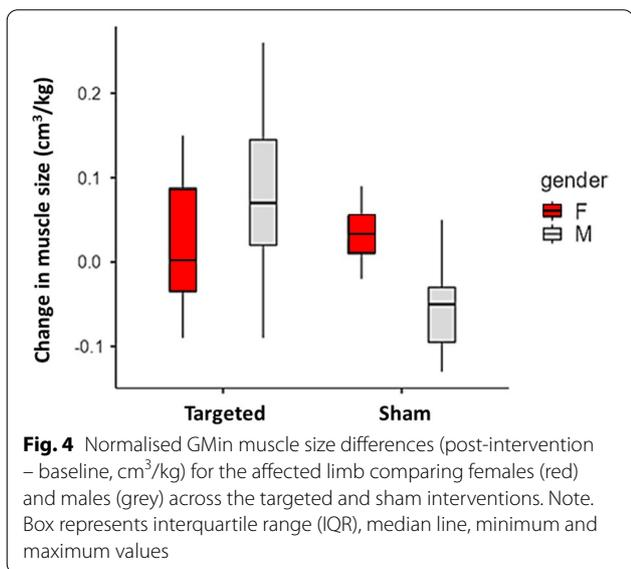 Change in muscle size (cm³/kg)
0.2
0.1
0.0
-0.1
Targeted
Sham
gender
F
M
Fig. 4 Normalised GMin muscle size differences (post-intervention
– baseline, cm³/kg) for the affected limb comparing females (red)
and males (grey) across the targeted and sham interventions. Note.
Box represents interquartile range (IQR), median line, minimum and
maximum values